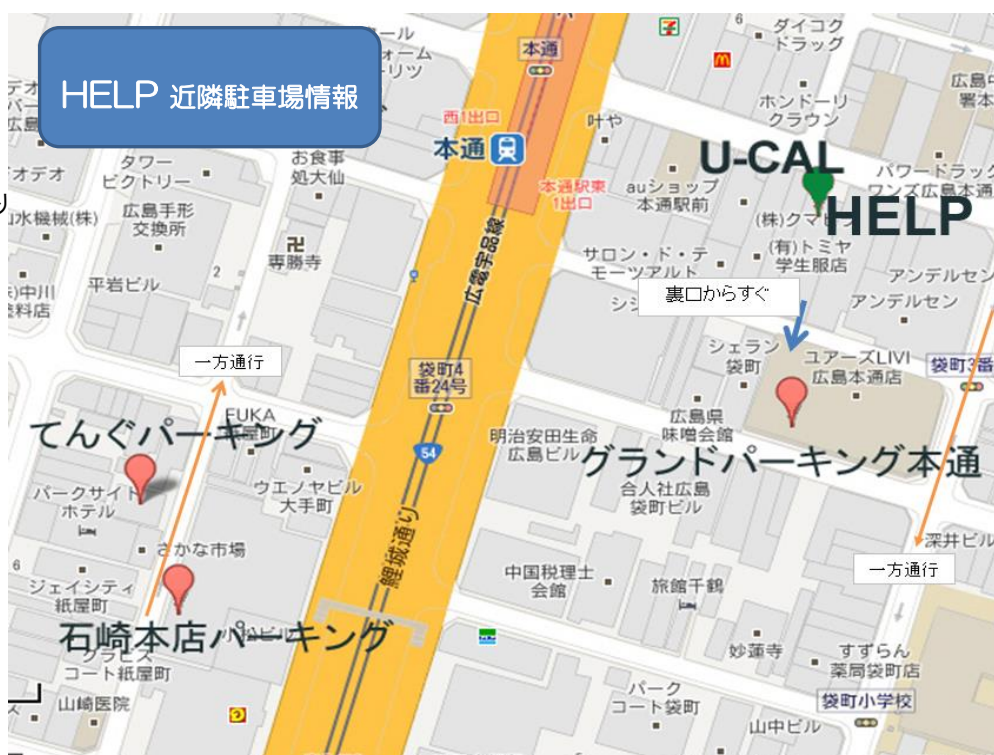 HELP 近隣駐車場情報
本通
ダイコク
ドラッグ
6
西1出口
本通
叶や
ホンドーリ
クラウン
U-CAL
HELP
タワー
ビクトリー
お食事
処大仙
本通駅東
1出口
auショップ
本通駅前
パワードラッグ
ワンズ広島本通
広島手形
交換所
卍
専勝寺
広電宇品線
サロン・ド・テ
モーツアルト
(有)トミヤ
学生服店
アンデルセン
アンデルセン
平岩ビル
2
裏口からすぐ
一方通行
袋町4
番24号
シェラン
袋町
ユアーズLIVI
広島本通店
袋町3番
てんぐパーキング
54
広島県
味噌会館
明治安田生命
広島ビル
グランドパーキング本通
パークサイド
ホテル
ウエノヤビル
大手町
合人社広島
袋町ビル
鯉城通り
さかな市場
深井ビル
一方通行
6
ジェイシティ
紙屋町
中国税理士
会館
旅館千鶴
石崎本店パーキング
コート紙屋町
妙蓮寺
すずらん
薬局袋町店
山崎医院
パーク
コート袋町
袋町小学校
山中ビル